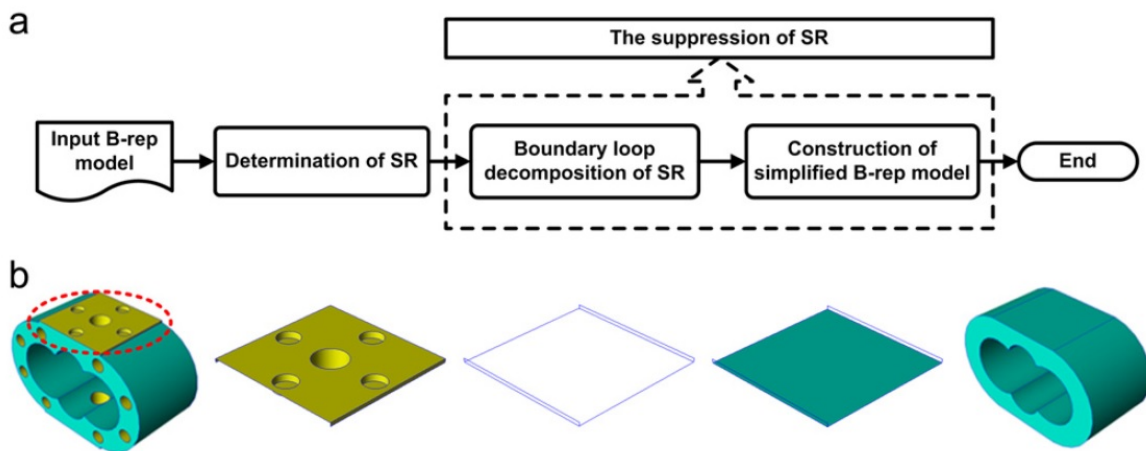 a
The suppression of SR
Input B-rep
model
Determination of SR
Boundary loop
decomposition of SR
Construction of
simplified B-rep model
End
b